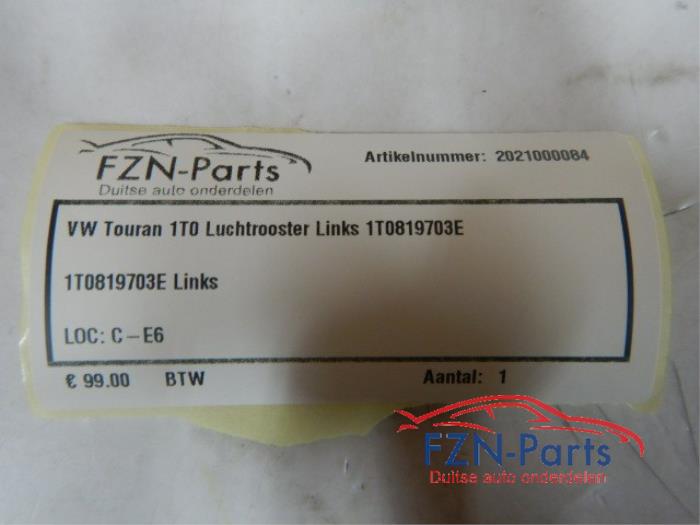 FZN-Parts
Duitse auto onderdelen
Artikelnummer: 2021000084
VW Touran 1T0 Luchtrooster Links 1T0819703E
1T0819703E Links
LOC: C-E6
€ 99.00 BTW Aantal: 1
FZN-Parts
Duitse auto onderdelen